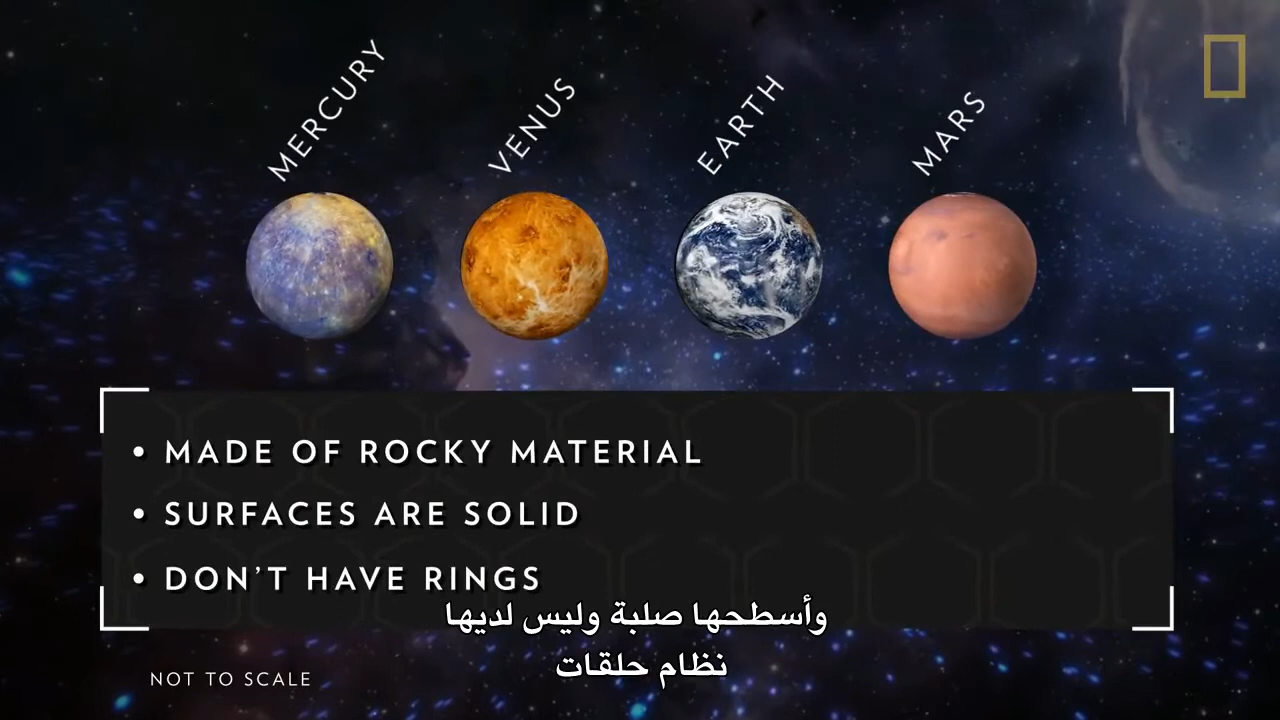 MERCURY
VENUS
EARTH
MARS
• MADE OF ROCKY MATERIAL
• SURFACES ARE SOLID
• DON'T HAVE RINGS
وأسطحها صلبة وليس لديها
نظام حلقات
NOT TO SCALE